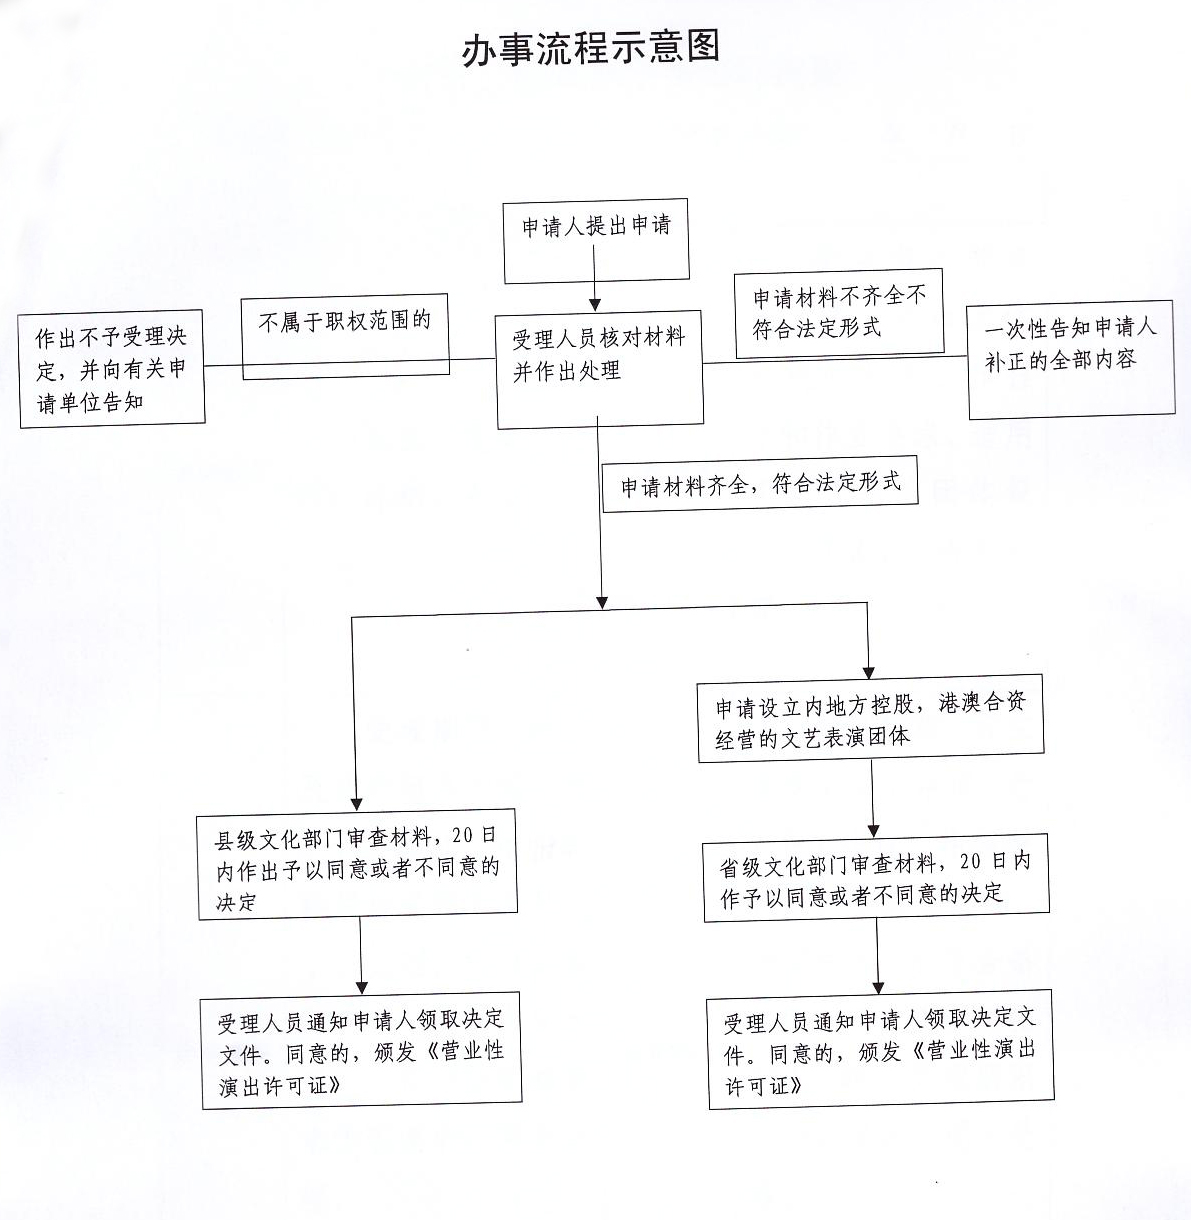 办事流程示意图
申请人提出申请
不属于职权范围的
申请材料不齐全不
符合法定形式
作出不予受理决
定，并向有关申
请单位告知
受理人员核对材料
并作出处理
一次性告知申请人
补正的全部内容
申请材料齐全，符合法定形式
申请设立内地方控股，港澳合资
经营的文艺表演团体
县级文化部门审查材料，20日
内作出予以同意或者不同意的
决定
省级文化部门审查材料，20日内
作予以同意或者不同意的决定
受理人员通知申请人领取决定
文件。同意的，颁发《营业性
演出许可证》
受理人员通知申请人领取决定文
件。同意的，颁发《营业性演出
许可证》